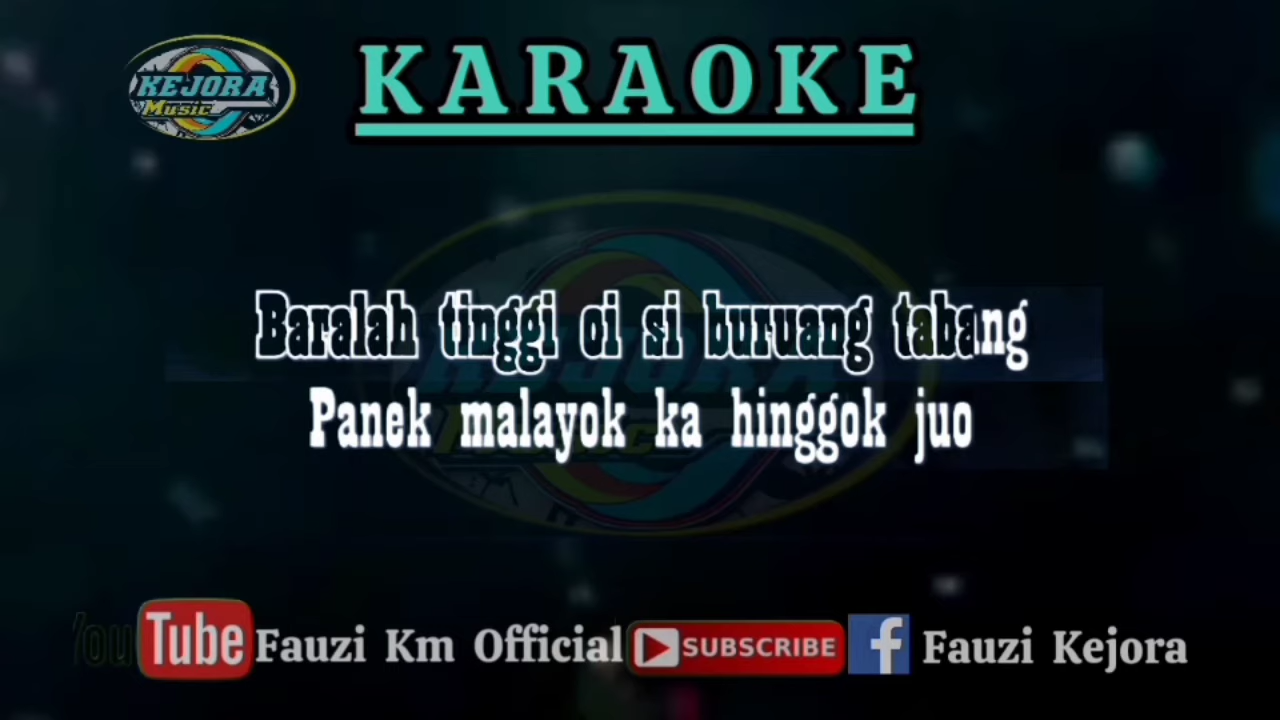 KEJORA
Music
KARAOKE
Baralah tinggi oi si buruang tabang
Panek malayok ka hinggok juo
YouTube Fauzi Km Official SUBSCRIBE f Fauzi Kejora